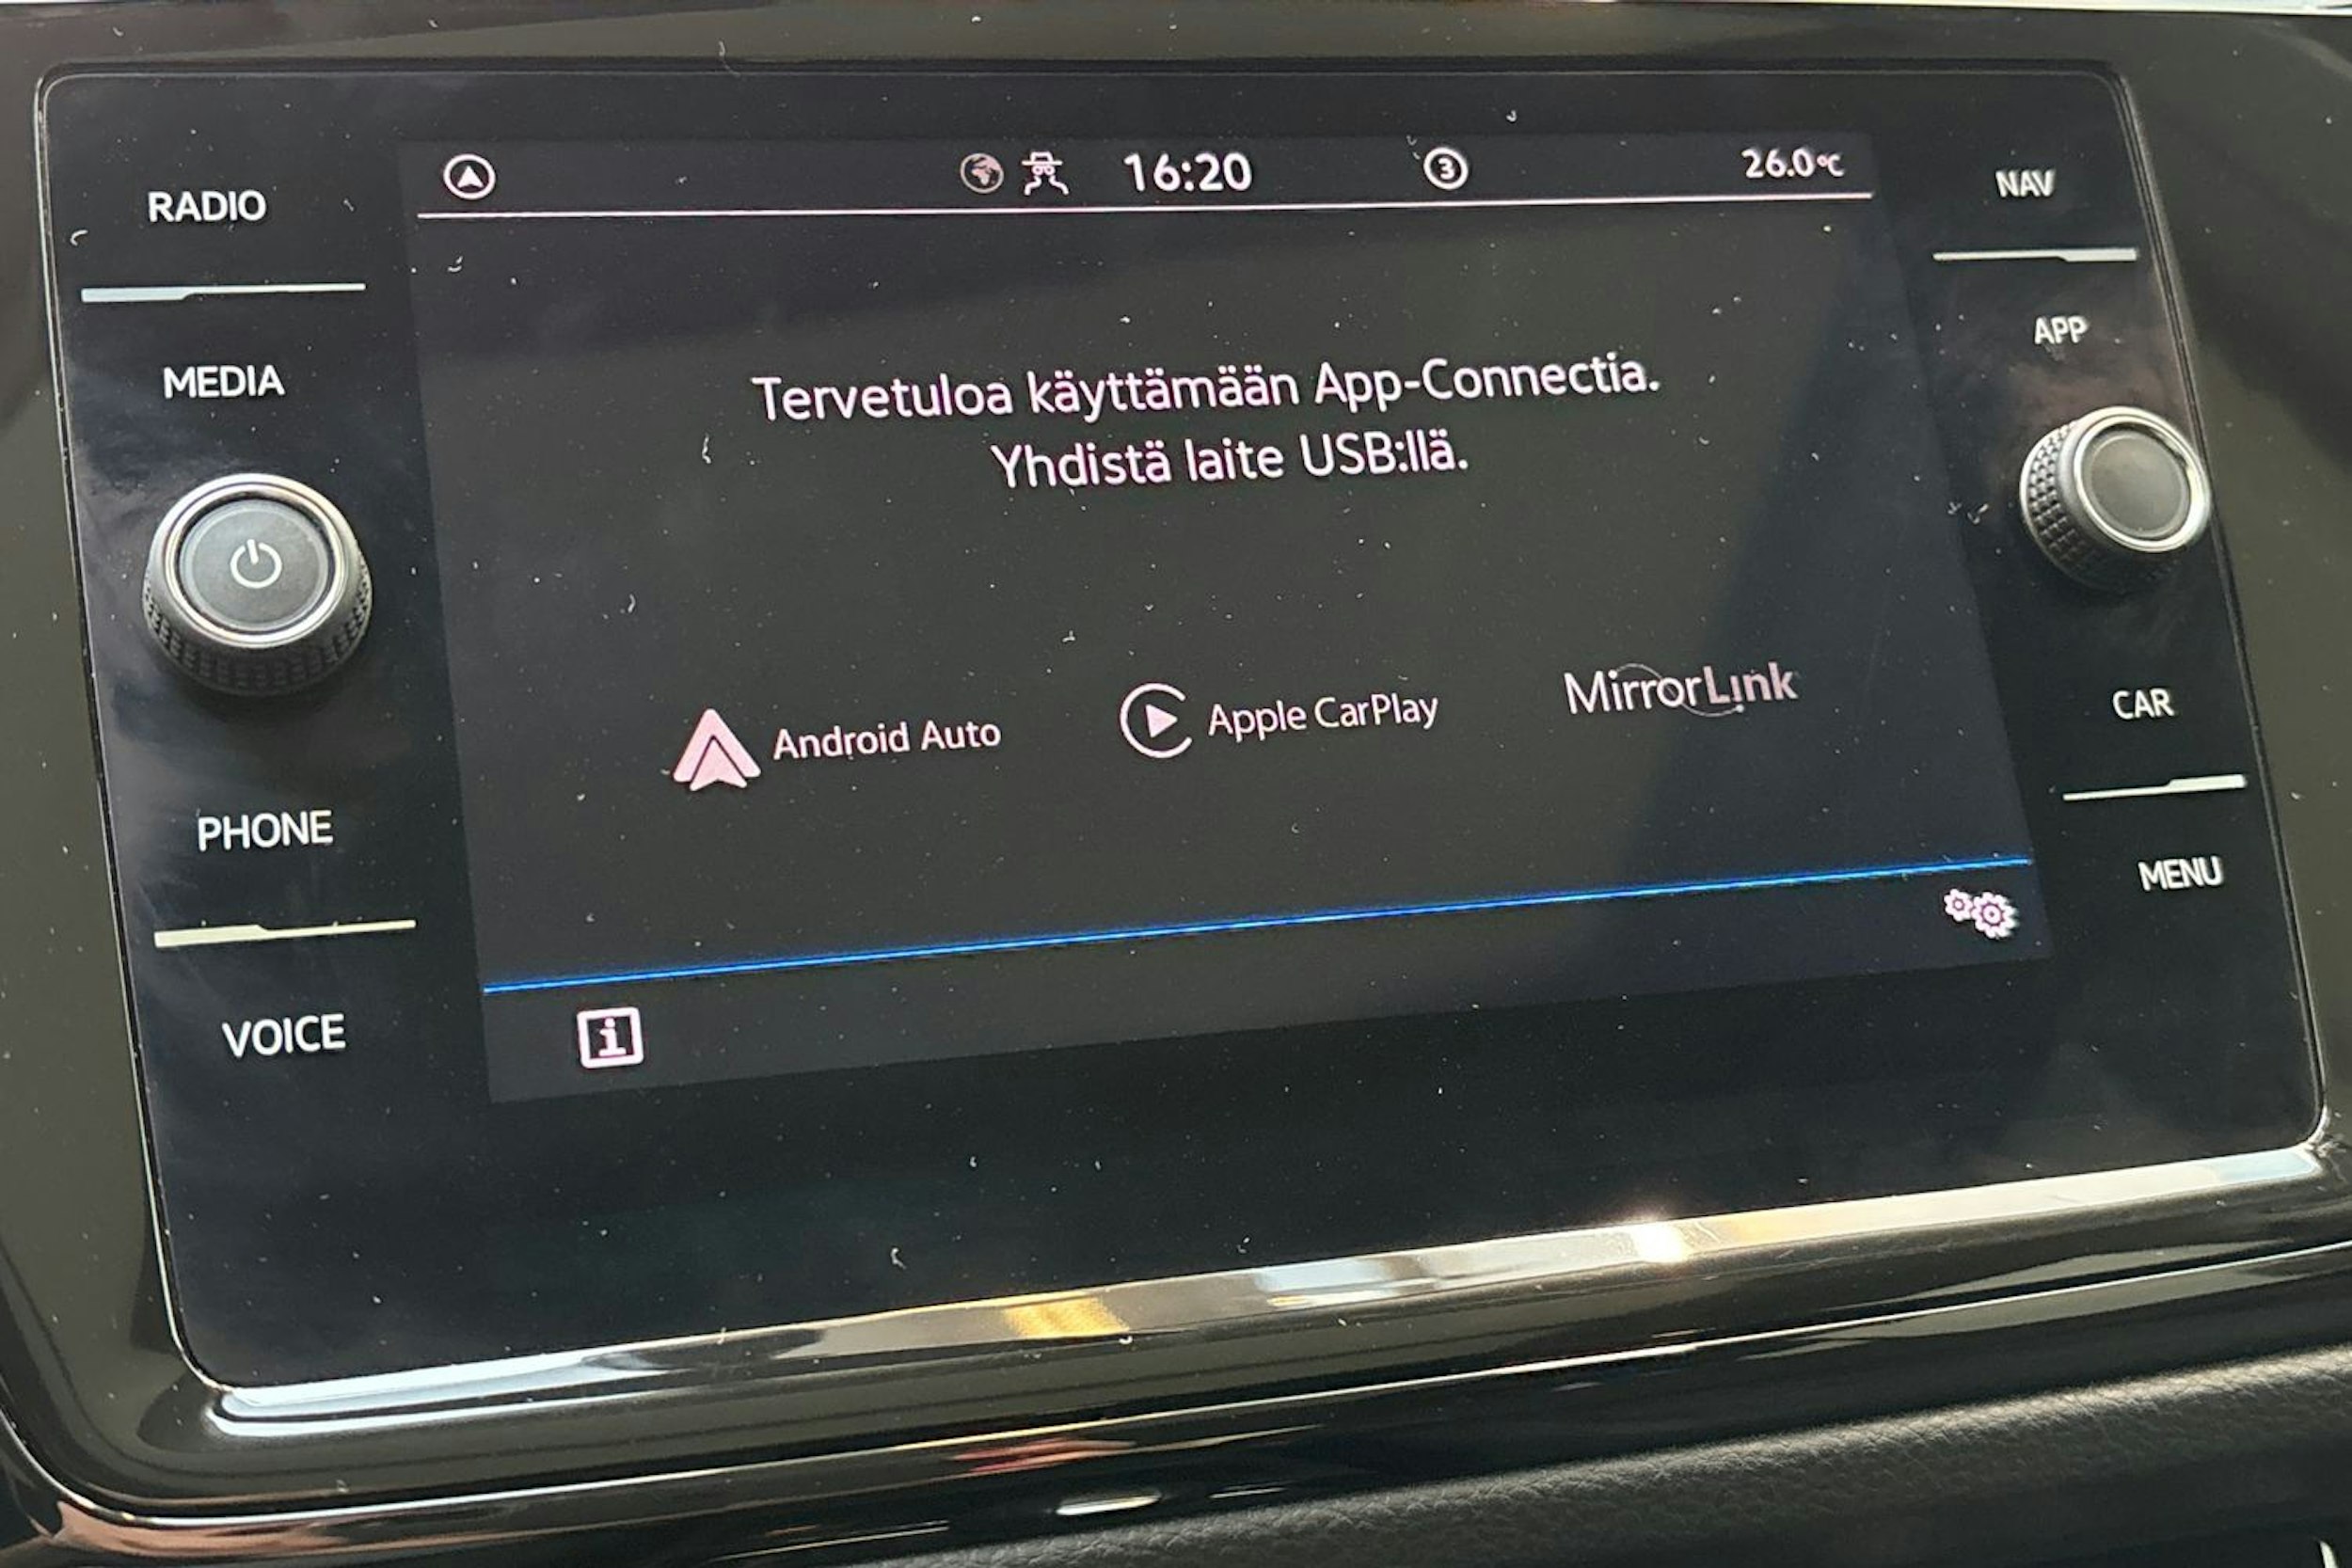 RADIO
MEDIA
PHONE
VOICE
16:20
3
26.0°C
Tervetuloa käyttämään App-Connectia.
Yhdistä laite USB:llä.
Android Auto
Apple CarPlay
MirrorLink
i
NAV
APP
CAR
MENU